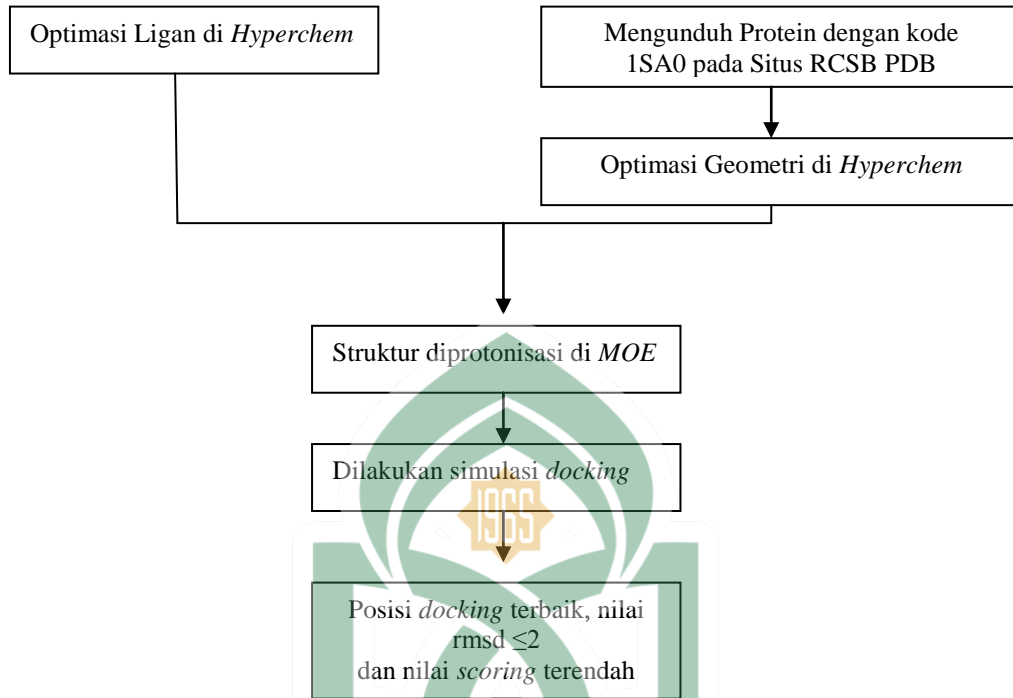 Optimasi Ligan di Hyperchem
Mengunduh Protein dengan kode
1SA0 pada Situs RCSB PDB
Optimasi Geometri di Hyperchem
Struktur diprotonisasi di MOE
Dilakukan simulasi docking
1965
Posisi docking terbaik, nilai
rmsd ≤2
dan nilai scoring terendah